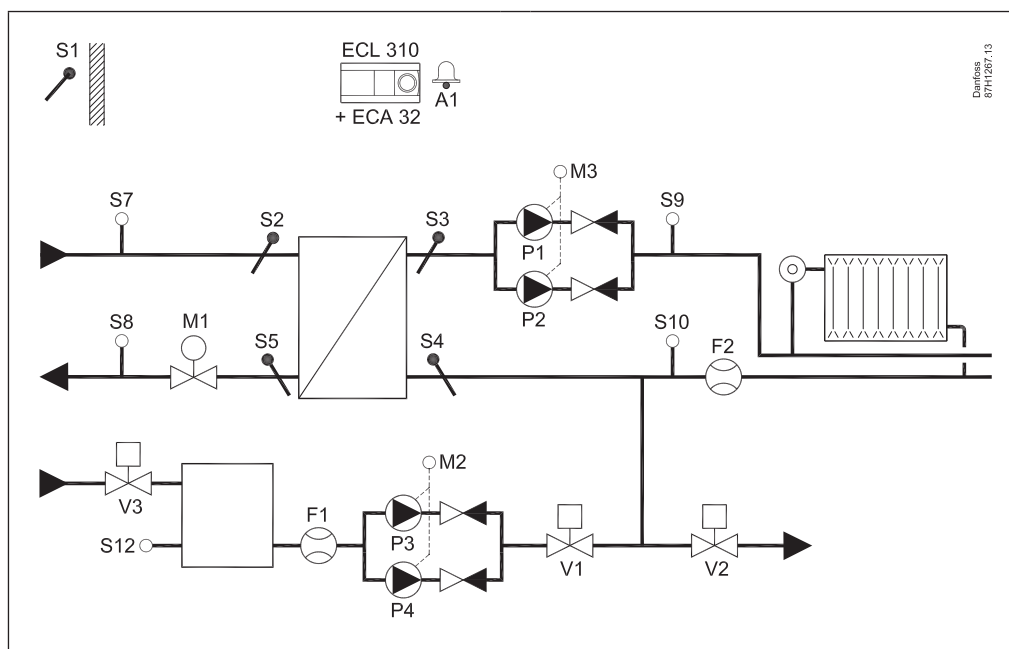 S1
ECL 310
A1
+ ECA 32
Danfoss
87H1267.13
M3
S7
S2
S3
S9
P1
P2
S8
M1
S5
S4
S10
F2
M2
V3
F1
P3
S12
V1
V2
P4